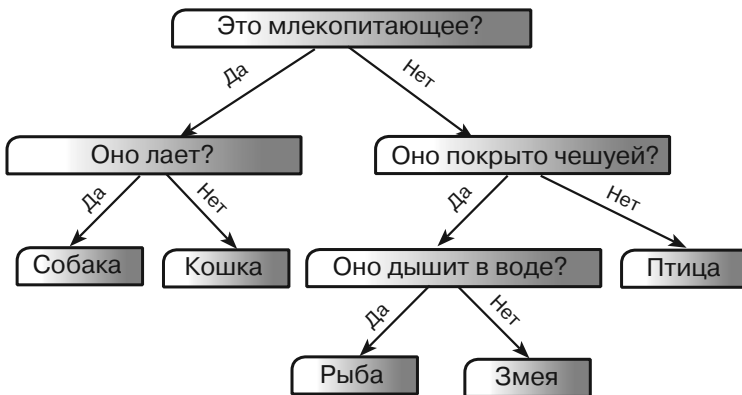 Это млекопитающее?
Да
Нет
Оно лает?
Оно покрыто чешуей?
Да
Нет
Да
Нет
Собака
Кошка
Оно дышит в воде?
Птица
Да
Нет
Рыба
Змея